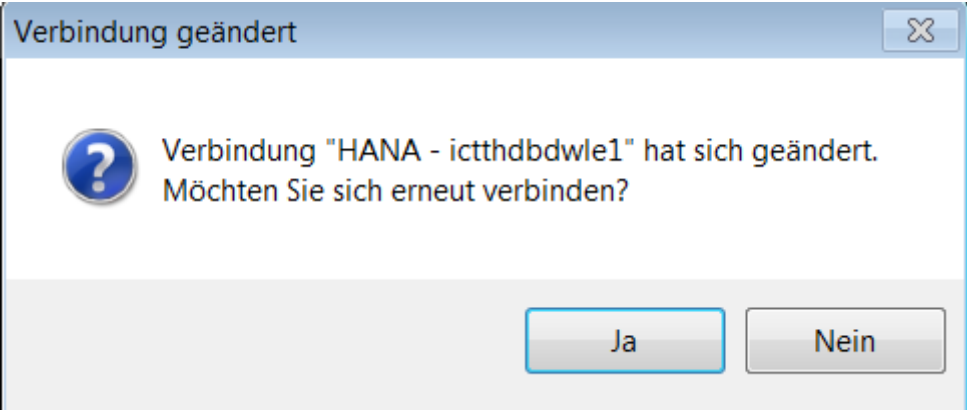 Verbindung geändert
Verbindung "HANA - ictthdbdwle1" hat sich geändert.
Möchten Sie sich erneut verbinden?
Ja
Nein